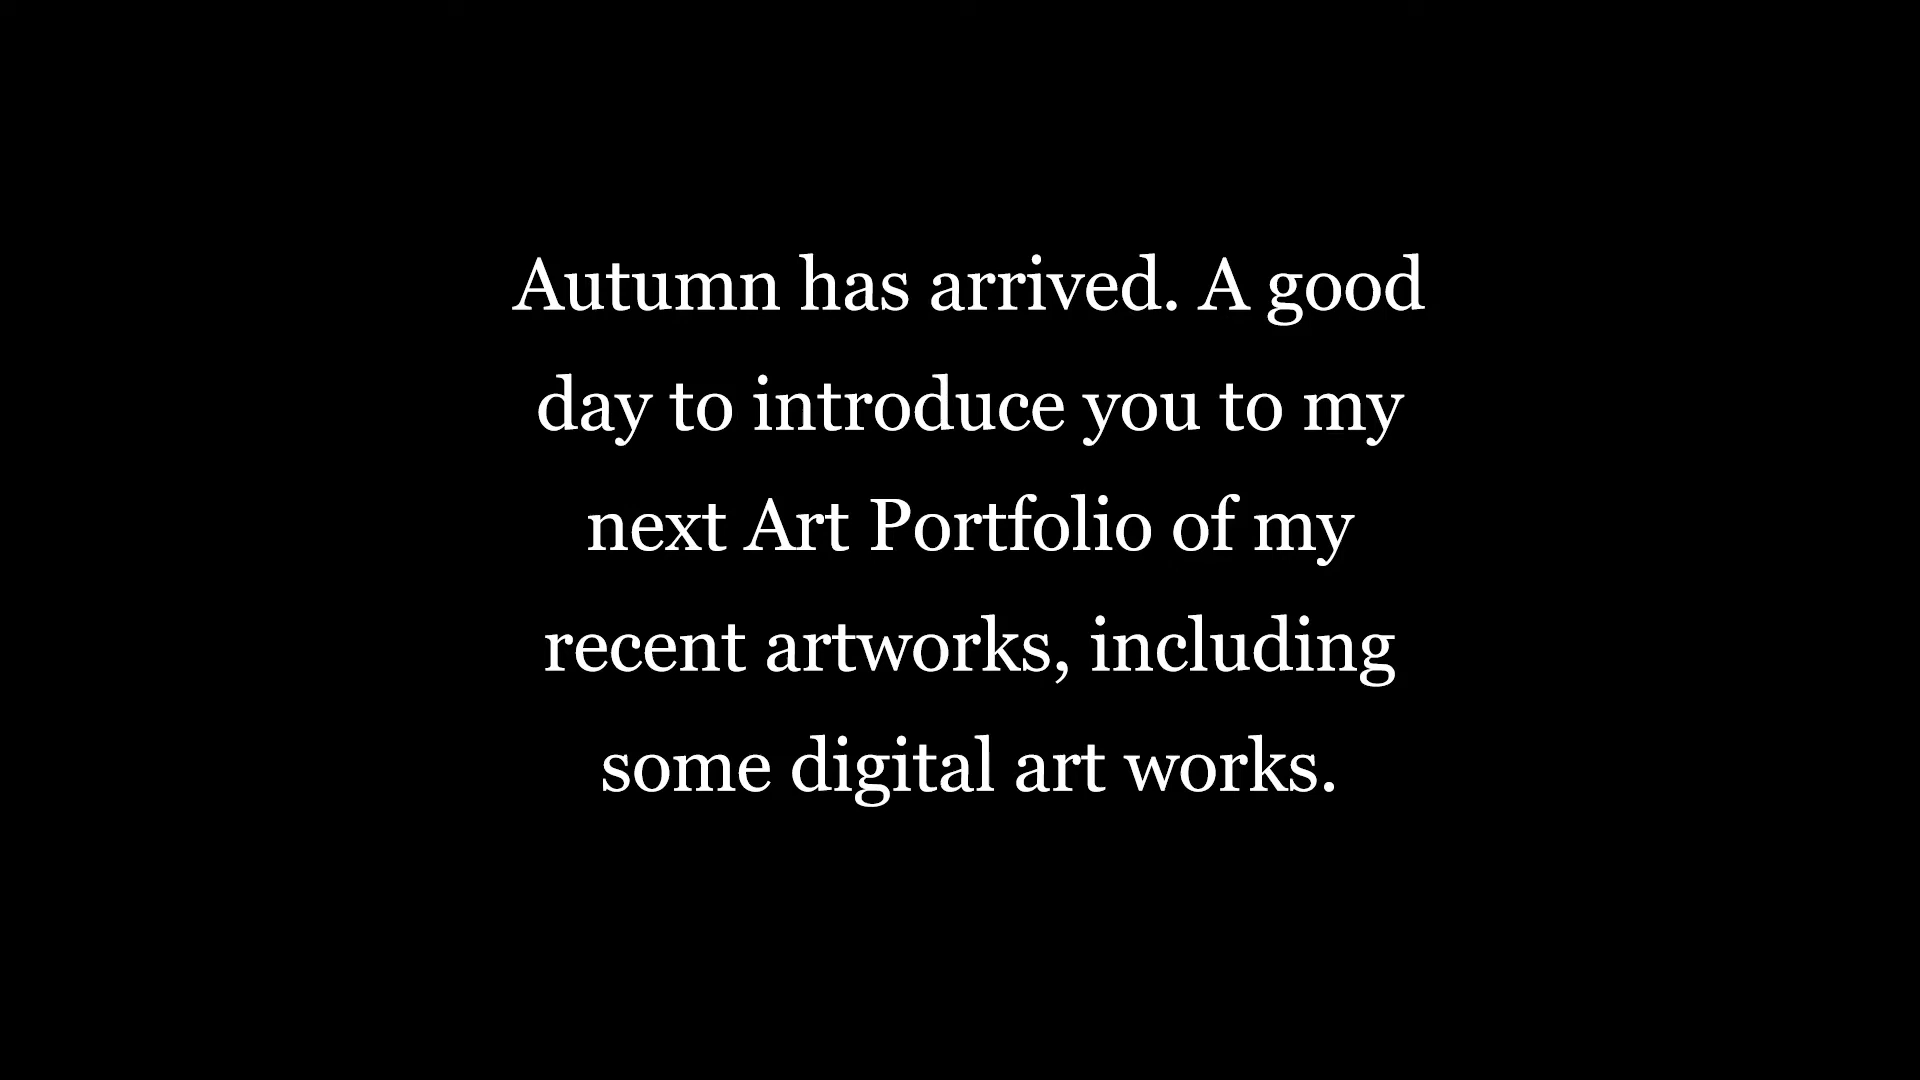 Autumn has arrived. A good
day to introduce you to my
next Art Portfolio of my
recent artworks, including
some digital art works.